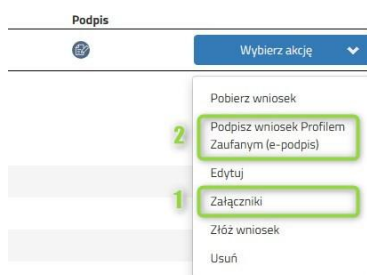 Podpis
Wybierz akcję
Pobierz wniosek
2
Podpisz wniosek Profilem
Zaufanym (e-podpis)
Edytuj
1
Załączniki
Złóż wniosek
Usuń